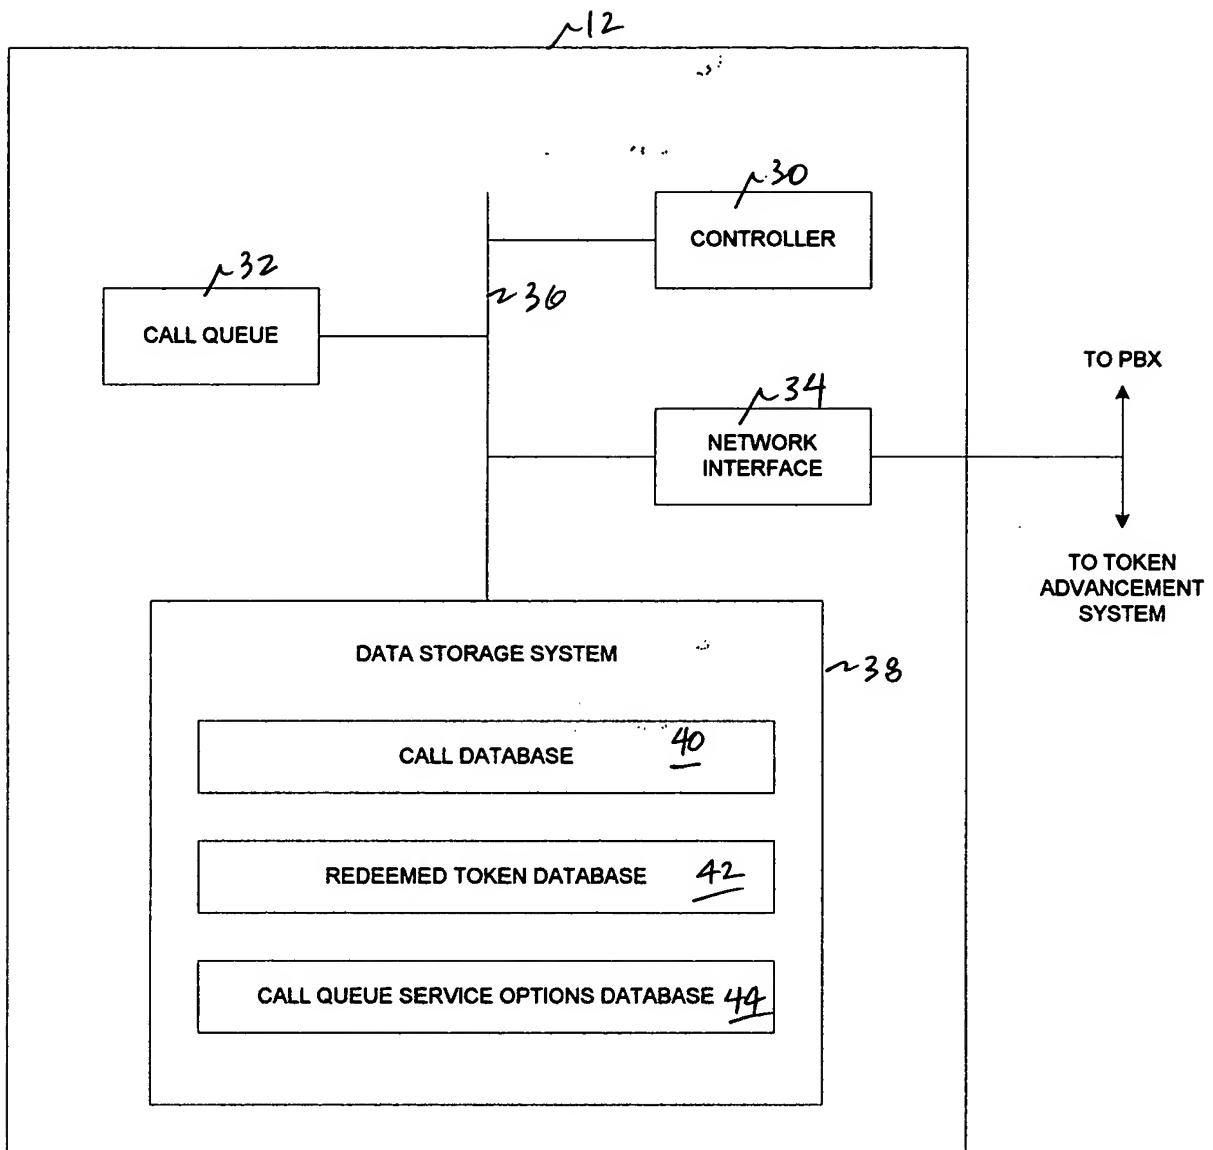 12
30
CONTROLLER
32
CALL QUEUE
36
34
NETWORK
INTERFACE
TO PBX
TO TOKEN
ADVANCEMENT
SYSTEM
DATA STORAGE SYSTEM
38
CALL DATABASE 40
REDEEMED TOKEN DATABASE 42
CALL QUEUE SERVICE OPTIONS DATABASE 44